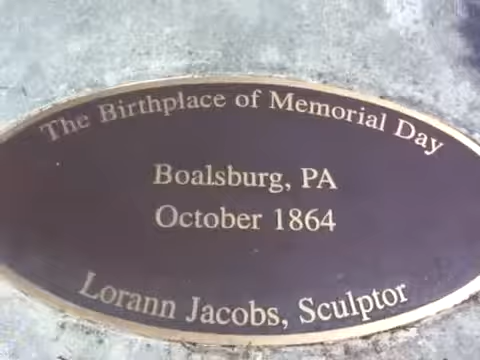 The Birthplace of Memorial Day
Boalsburg, PA
October 1864
Lorann Jacobs, Sculptor